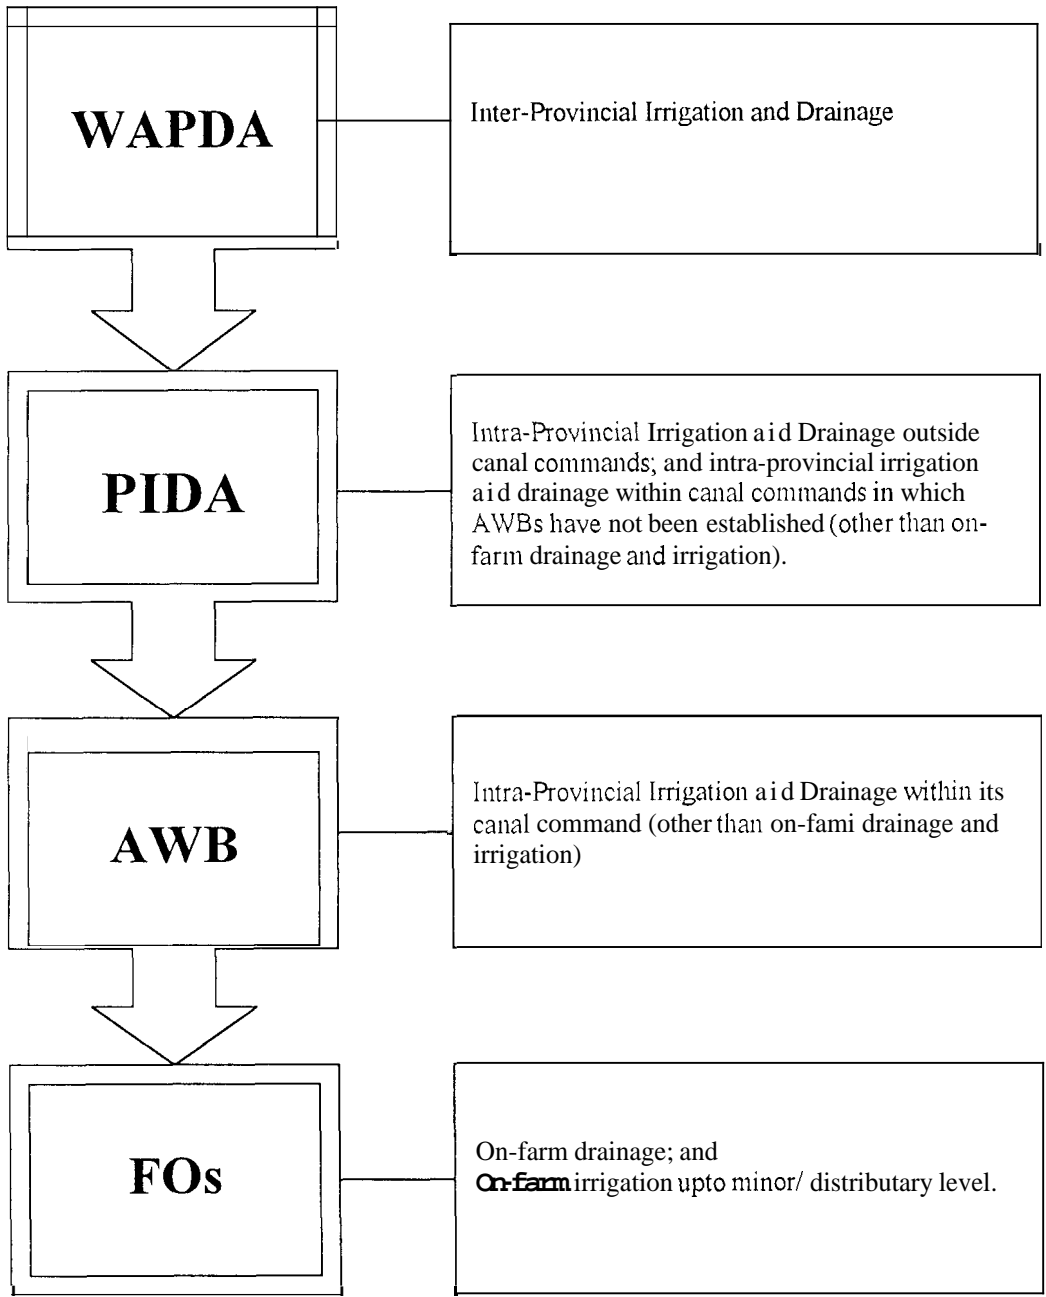 WAPDA
Inter-Provincial Irrigation and Drainage
PIDA
Intra-Provincial Irrigation aid Drainage outside
canal commands; and intra-provincial irrigation
aid drainage within canal commands in which
AWBs have not been established (other than on-
farm drainage and irrigation).
AWB
Intra-Provincial Irrigation aid Drainage within its
canal command (other than on-fami drainage and
irrigation)
FOs
On-farm drainage; and
On-farm irrigation upto minor/ distributary level.